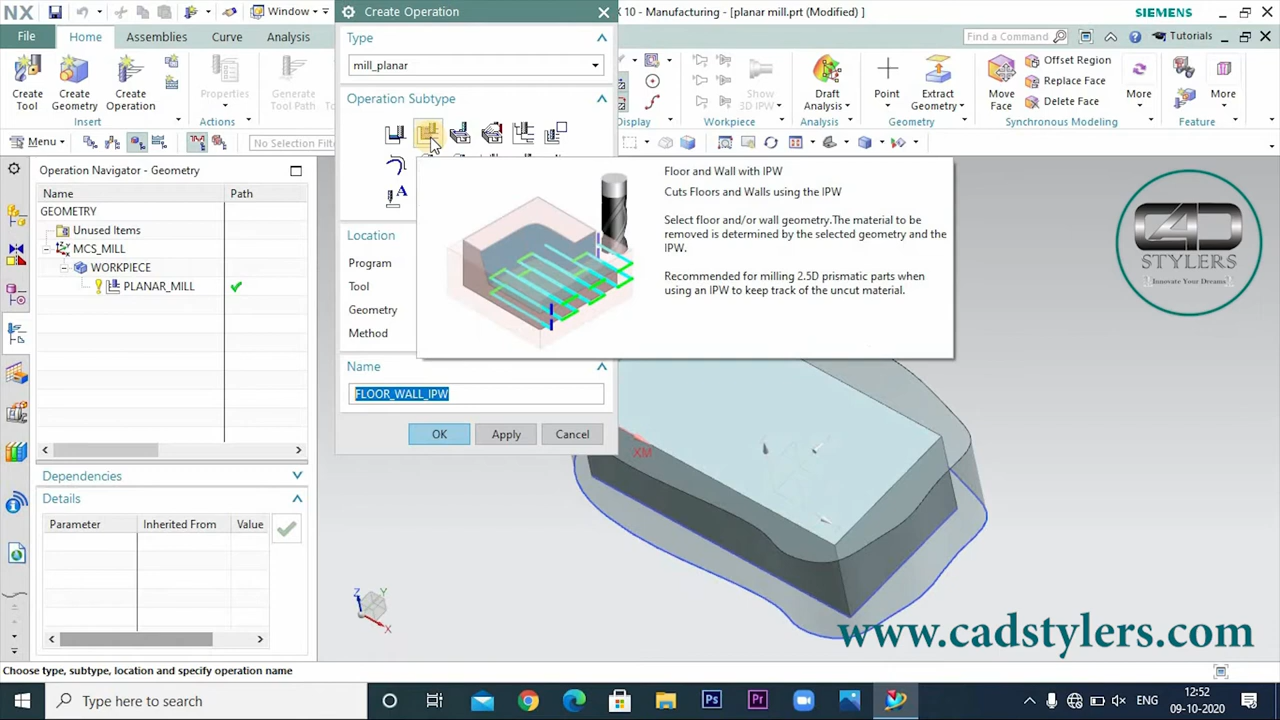 NX
Window
Create Operation
X 10 - Manufacturing - [planar mill.prt (Modified) ]
SIEMENS
File
Home
Assemblies
Curve
Analysis
Find a Command
Tutorials
Create Tool
Create Geometry
Create Operation
Insert
Properties
Actions
Generate Tool Path
Show 3D IPW
Display
Workpiece
Draft Analysis
Analysis
Point
Extract Geometry
Geometry
Move Face
Offset Region
Replace Face
Delete Face
More
Synchronous Modeling
More
Feature
Menu
No Selection Filter
Type
mill_planar
Operation Subtype
Floor and Wall with IPW
Cuts Floors and Walls using the IPW
Select floor and/or wall geometry.The material to be
removed is determined by the selected geometry and the
IPW.
Recommended for milling 2.5D prismatic parts when
using an IPW to keep track of the uncut material.
Location
Program
Tool
Geometry
Method
Name
FLOOR_WALL_IPW
OK
Apply
Cancel
Operation Navigator - Geometry
Name
Path
GEOMETRY
Unused Items
MCS_MILL
WORKPIECE
PLANAR_MILL
Dependencies
Details
Parameter
Inherited From
Value
CAD
STYLERS
Innovate Your Dreams
XM
Z
Y
X
www.cadstylers.com
Choose type, subtype, location and specify operation name
Type here to search
Ps
Pr
ENG
12:52
09-10-2020